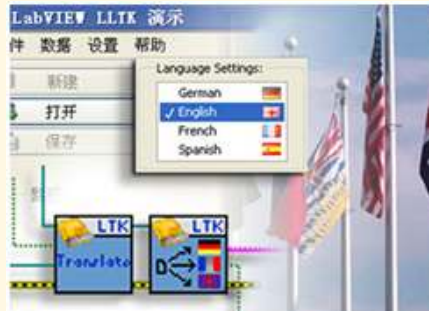 LabVIEW LLTK 演示
件 数据 设置 帮助
Language Settings:
German
✓ English
French
Spanish
新建
打开
保存
LTK
Translate
LTK
D